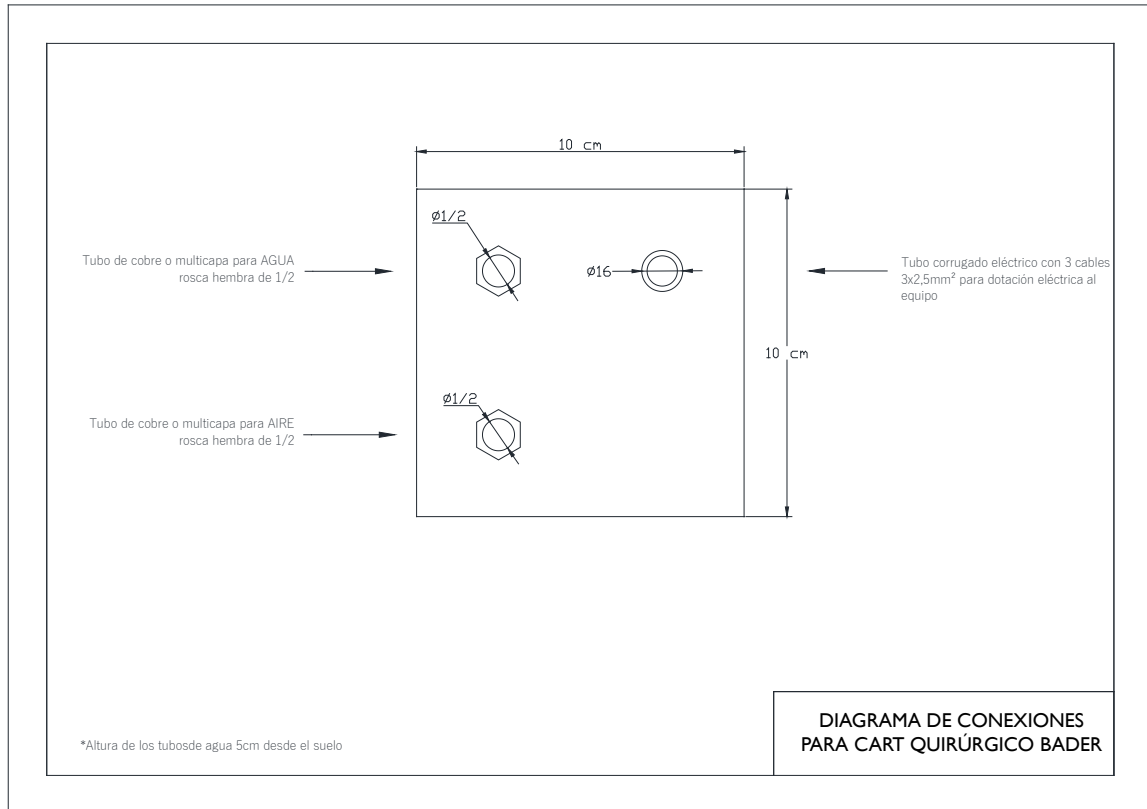 10 cm
Ø1/2
Tubo de cobre o multicapa para AGUA
rosca hembra de 1/2
Ø16
Tubo corrugado eléctrico con 3 cables
3x2,5mm² para dotación eléctrica al
equipo
10 cm
Ø1/2
Tubo de cobre o multicapa para AIRE
rosca hembra de 1/2
*Altura de los tubosde agua 5cm desde el suelo
DIAGRAMA DE CONEXIONES
PARA CART QUIRÚRGICO BADER